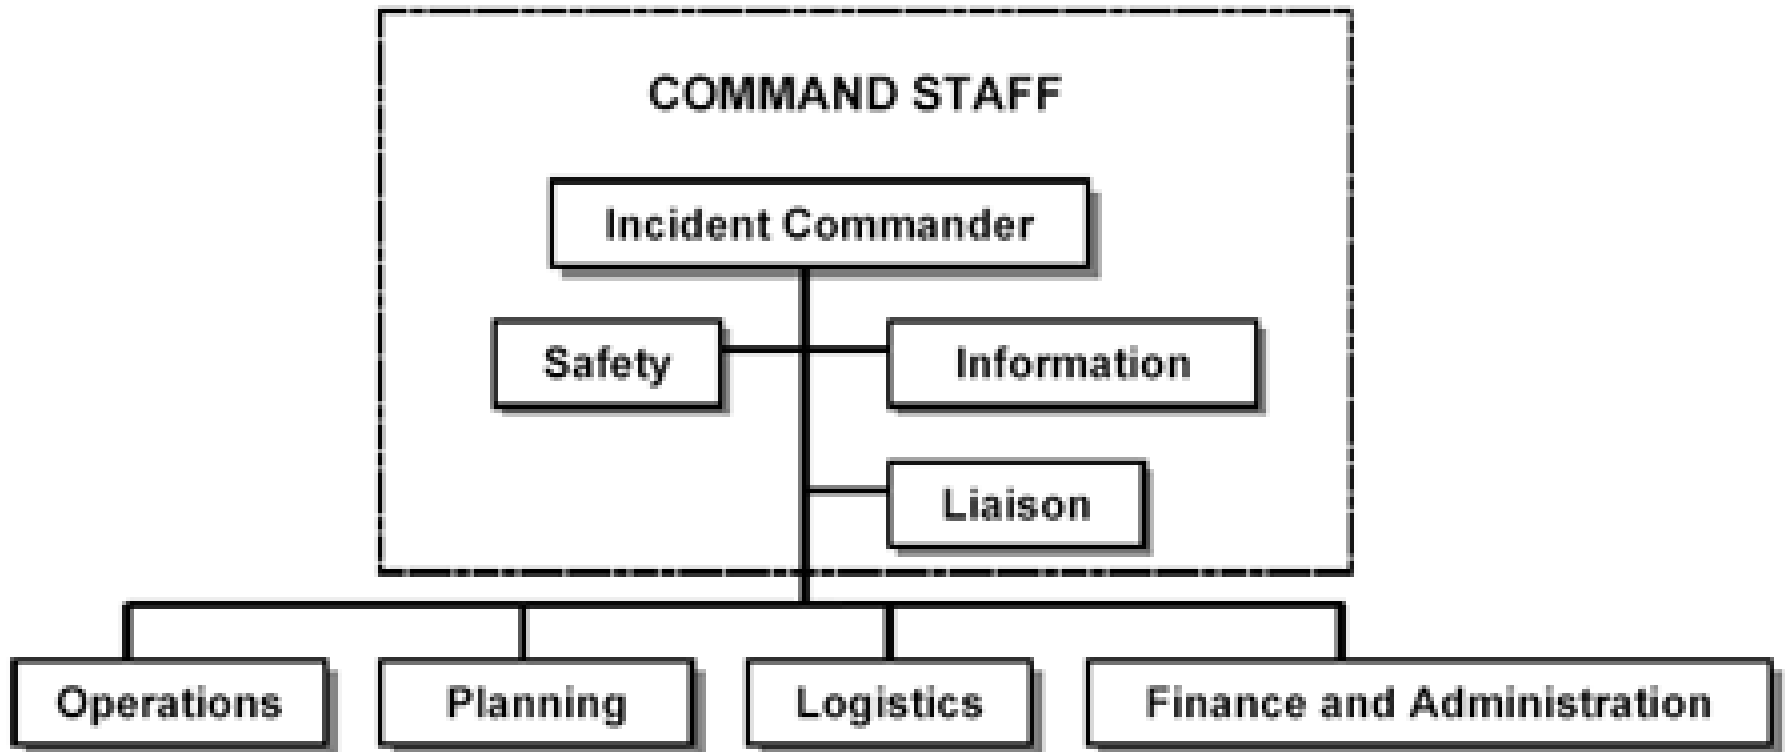 COMMAND STAFF
Incident Commander
Safety
Information
Liaison
Operations
Planning
Logistics
Finance and Administration